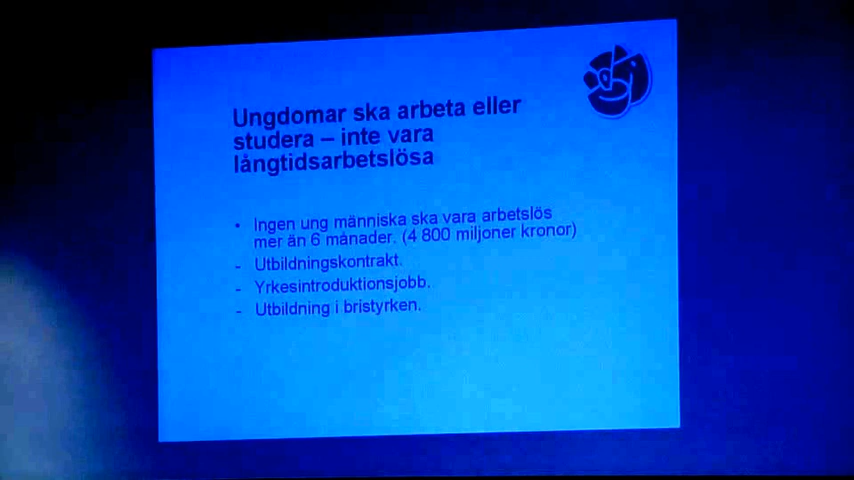 Ungdomar ska arbeta eller
studera – inte vara
långtidsarbetslösa
• Ingen ung människa ska vara arbetslös
mer än 6 månader. (4 800 miljoner kronor)
- Utbildningskontrakt.
- Yrkesintroduktionsjobb.
- Utbildning i bristyrken.